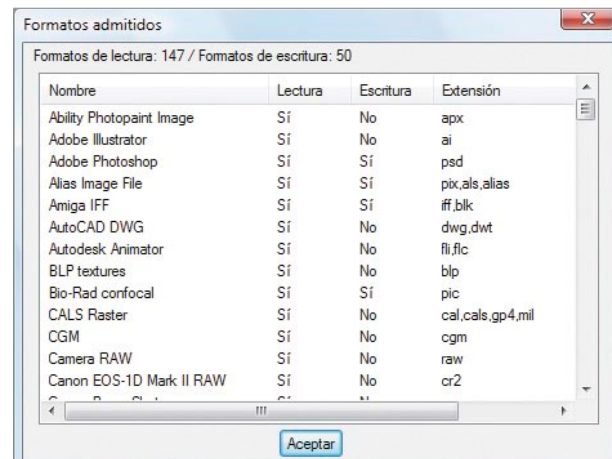 Formatos admitidos
Formatos de lectura: 147 / Formatos de escritura: 50
Nombre Lectura Escritura Extensión
Ability Photopaint Image Sí No apx
Adobe Illustrator Sí No ai
Adobe Photoshop Sí Sí psd
Alias Image File Sí Sí pix,als,alias
Amiga IFF Sí Sí iff,blk
AutoCAD DWG Sí No dwg,dwt
Autodesk Animator Sí No fli,flc
BLP textures Sí No blp
Bio-Rad confocal Sí Sí pic
CALS Raster Sí No cal,cals,gp4,mil
CGM Sí No cgm
Camera RAW Sí No raw
Canon EOS-1D Mark II RAW Sí No cr2
Aceptar